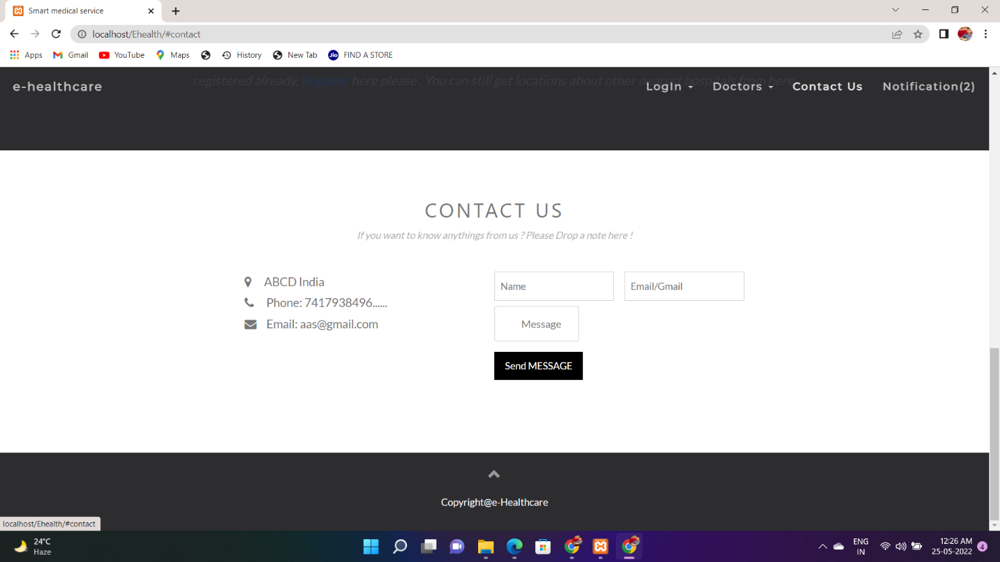 Smart medical service
localhost/Ehealth/#contact
Apps Gmail YouTube Maps History New Tab Jio FIND A STORE
registered already, Register here please . You can still get locations about other nearest hospitals from here
e-healthcare LogIn Doctors Contact Us Notification(2)
CONTACT US
If you want to know anythings from us ? Please Drop a note here !
ABCD India
Phone: 7417938496......
Email: aas@gmail.com
Name Email/Gmail
Message
Send MESSAGE
Copyright@e-Healthcare
localhost/Ehealth/#contact
24°C
Haze
ENG
IN
12:26 AM
25-05-2022
4